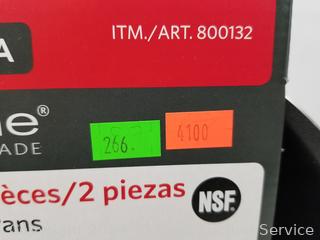 ITM./ART. 800132
A
e®
ADE
266.
4100
èces/2 piezas
NSF®
ans
Service